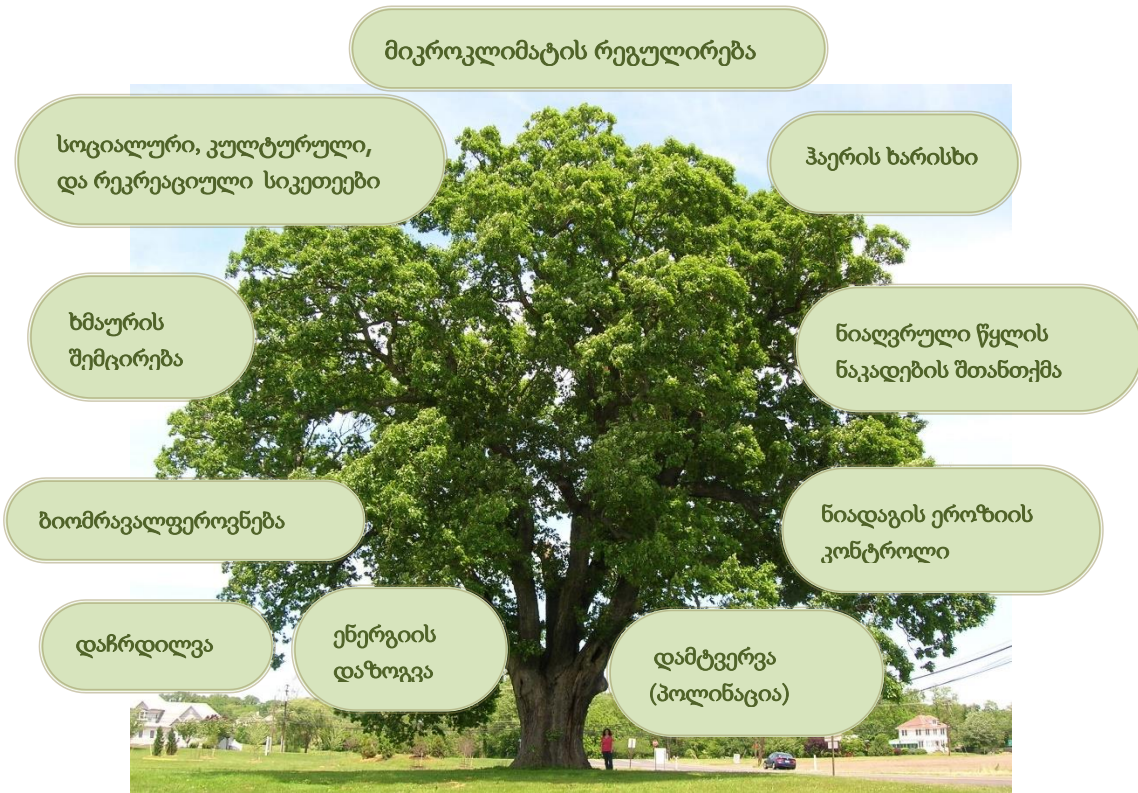 მიკროკლიმატის რეგულირება
სოციალური, კულტურული,
და რეკრეაციული სიკეთეები
ჰაერის ხარისხი
ხმაურის
შემცირება
ნიაღვრული წყლის
ნაკადების შთანთქმა
ბიომრავალფეროვნება
ნიადაგის ეროზიის
კონტროლი
დაჩრდილვა
ენერგიის
დაზოგვა
დამტვერვა
(პოლინაცია)